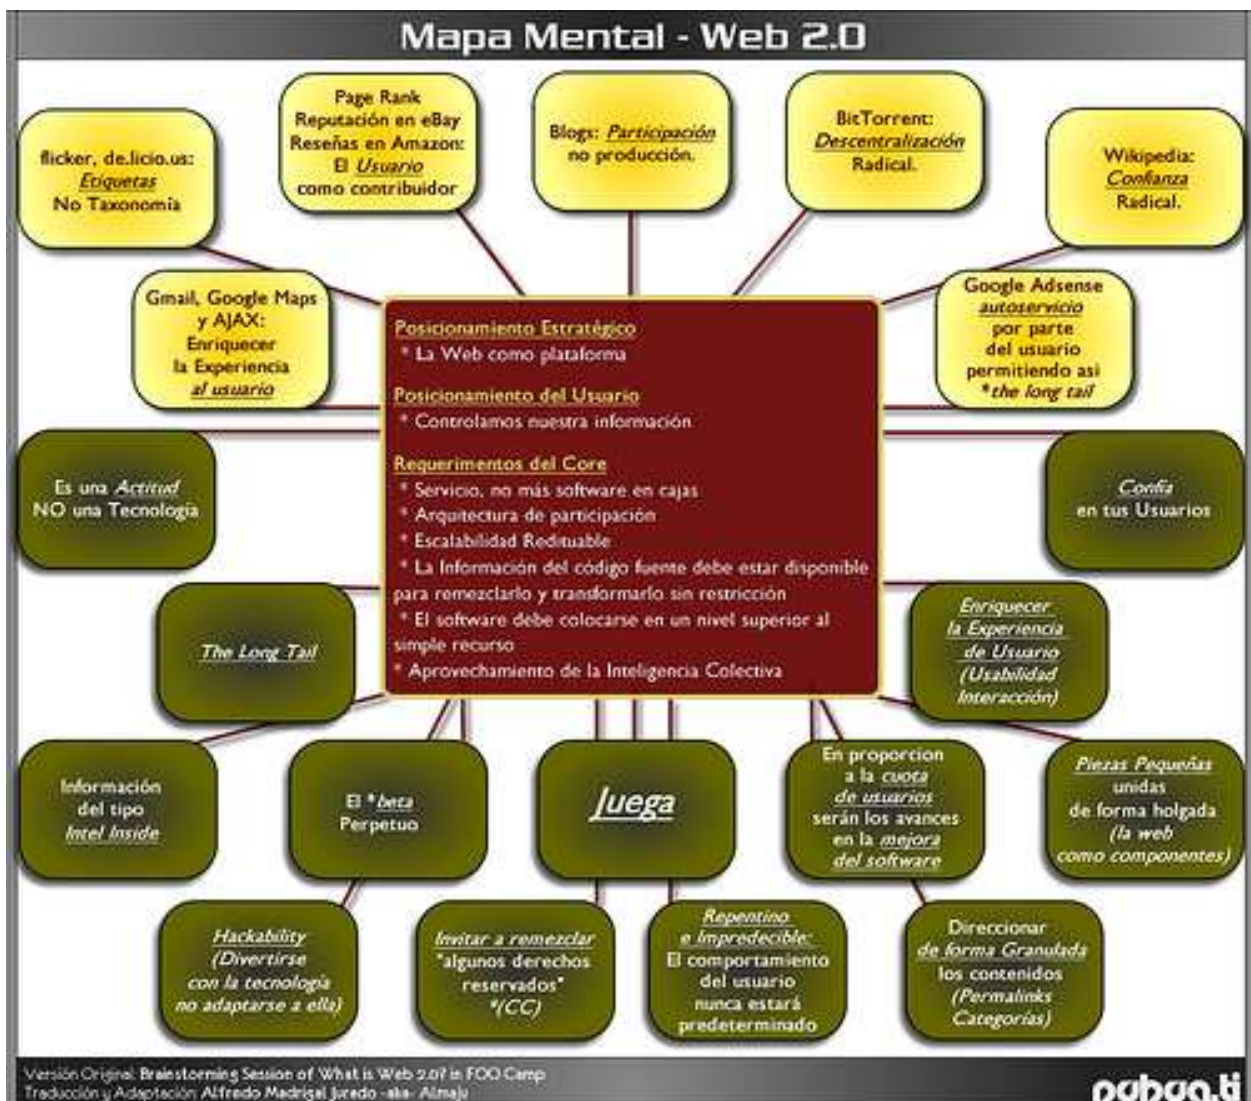 Mapa Mental - Web 2.0
flicker, de.licio.us:
Etiquetas
No Taxonomía
Page Rank
Reputación en eBay
Reseñas en Amazon:
El Usuario
como contribuidor
Blogs: Participación
no producción.
BitTorrent:
Descentralización
Radical.
Wikipedia:
Confianza
Radical.
Gmail, Google Maps
y AJAX:
Enriquecer
la Experiencia
al usuario
Google Adsense
autoservicio
por parte
del usuario
permitiendo asi
*the long tail
Posicionamiento Estratégico
* La Web como plataforma
Posicionamiento del Usuario
* Controlamos nuestra información
Requerimentos del Core
* Servicio, no más software en cajas
* Arquitectura de participación
* Escalabilidad Redituable
* La Información del código fuente debe estar disponible
para remezclarlo y transformarlo sin restricción
* El software debe colocarse en un nivel superior al
simple recurso
* Aprovechamiento de la Inteligencia Colectiva
Es una Actitud
NO una Tecnología
Confia
en tus Usuarios
The Long Tail
Enriquecer
la Experiencia
de Usuario
(Usabilidad
Interacción)
Información
del tipo
Intel Inside
El *beta
Perpetuo
Juega
En proporcion
a la cuota
de usuarios
serán los avances
en la mejora
del software
Piezas Pequeñas
unidas
de forma holgada
(la web
como componentes)
Hackability
(Divertirse
con la tecnología
no adaptarse a ella)
Invitar a remezclar
"algunos derechos
reservados"
*(CC)
Repentino
e Impredecible:
El comportamiento
del usuario
nunca estará
predeterminado
Direccionar
de forma Granulada
los contenidos
(Permalinks
Categorías)
Versión Original: Brainstorming Session of What is Web 2.0? in FOO Camp
Traducción y Adaptación: Alfredo Madrigal Jurado -aka- Almaju